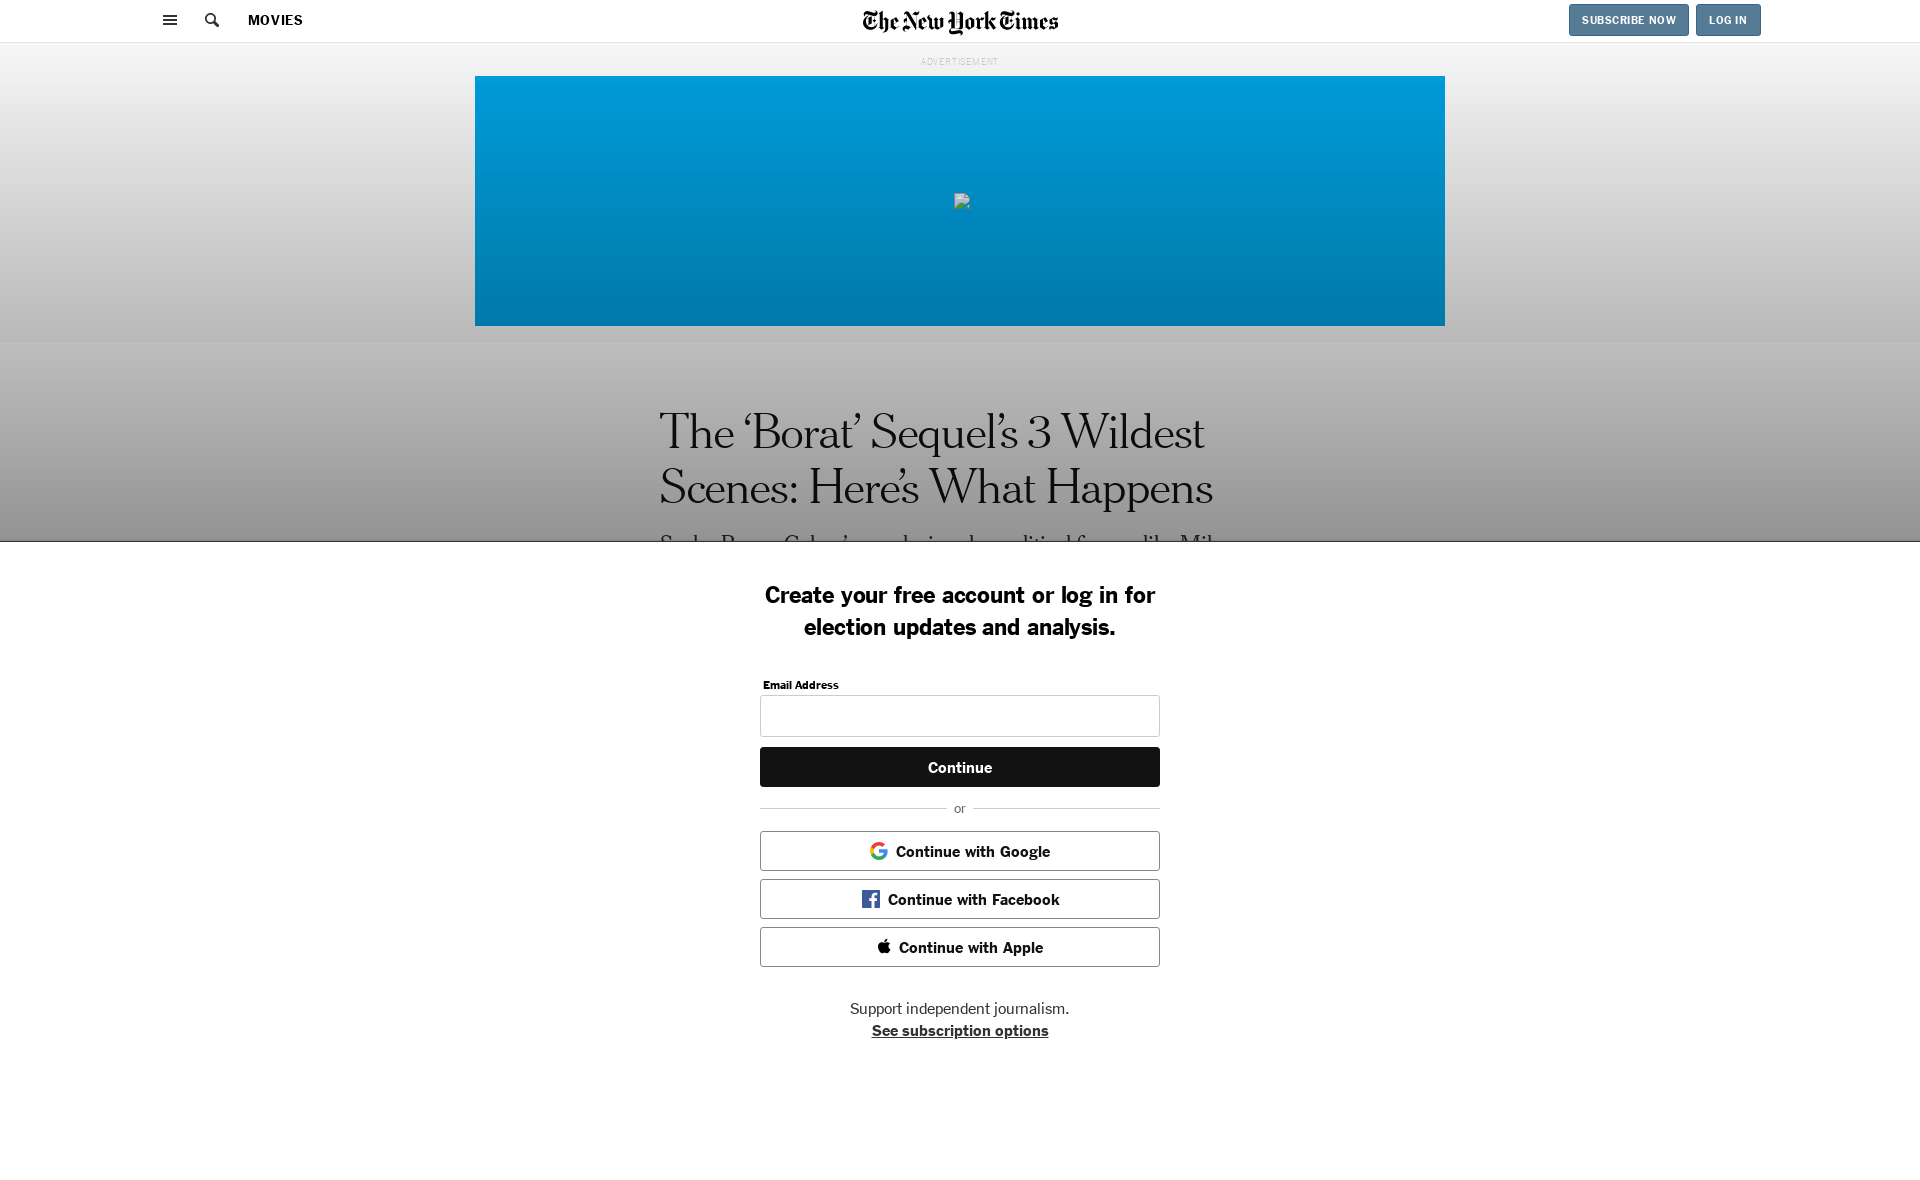 MOVIES
The New York Times
SUBSCRIBE NOW
LOG IN
ADVERTISEMENT
The ‘Borat’ Sequel’s 3 Wildest
Scenes: Here’s What Happens
Create your free account or log in for
election updates and analysis.
Email Address
Continue
or
Continue with Google
Continue with Facebook
Continue with Apple
Support independent journalism.
See subscription options